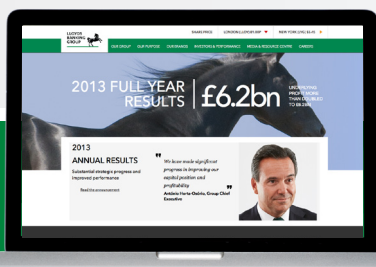 LLOYDS
BANKING
GROUP
SHARE PRICE
OUR GROUP OUR PURPOSE GOVERNANCE INVESTORS & PERFORMANCE MEDIA & RESOURCE CENTRE CAREERS
2013 FULL YEAR
RESULTS
£6.2bn
UNDERLYING
PROFIT MORE
THAN DOUBLED
TO £6.2BN
2013
ANNUAL RESULTS
Substantial strategic progress and
improved performance
Read the announcement
"
We have made significant
progress in improving our
capital position and
profitability
"
António Horta-Osório, Group Chief
Executive